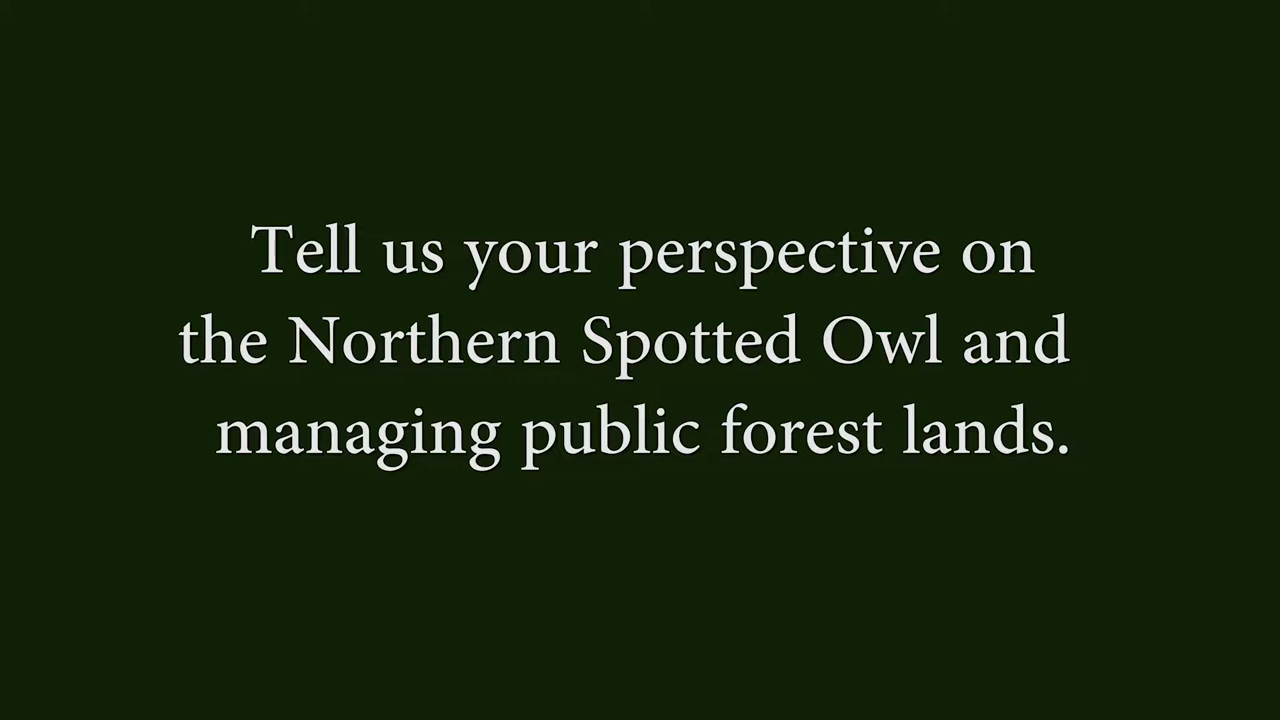 Tell us your perspective on
the Northern Spotted Owl and
managing public forest lands.